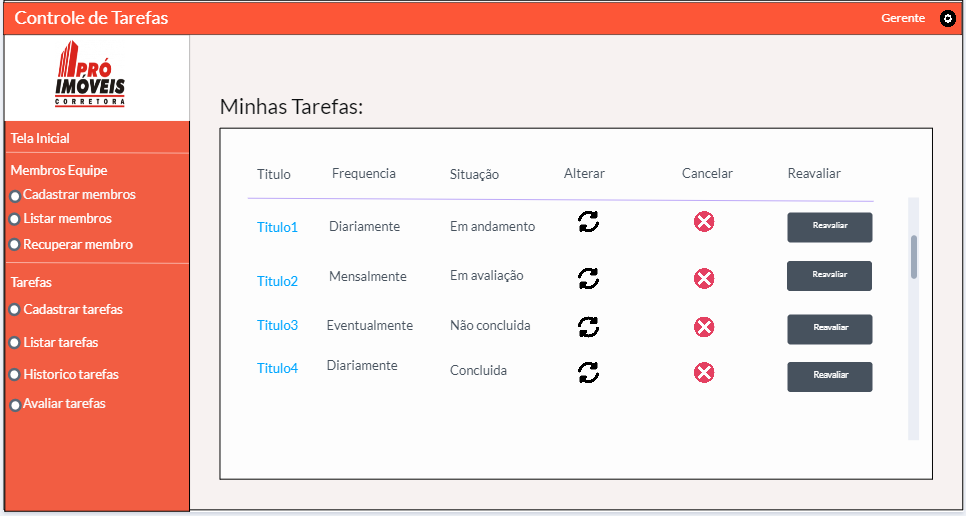 Controle de Tarefas
Gerente
PRÓ
IMÓVEIS
CORRETORA
Tela Inicial
Membros Equipe
Cadastrar membros
Listar membros
Recuperar membro
Tarefas
Cadastrar tarefas
Listar tarefas
Historico tarefas
Avaliar tarefas
Minhas Tarefas:
Titulo Frequencia Situação Alterar Cancelar Reavaliar
Titulo1 Diariamente Em andamento Reavaliar
Titulo2 Mensalmente Em avaliação Reavaliar
Titulo3 Eventualmente Não concluida Reavaliar
Titulo4 Diariamente Concluida Reavaliar